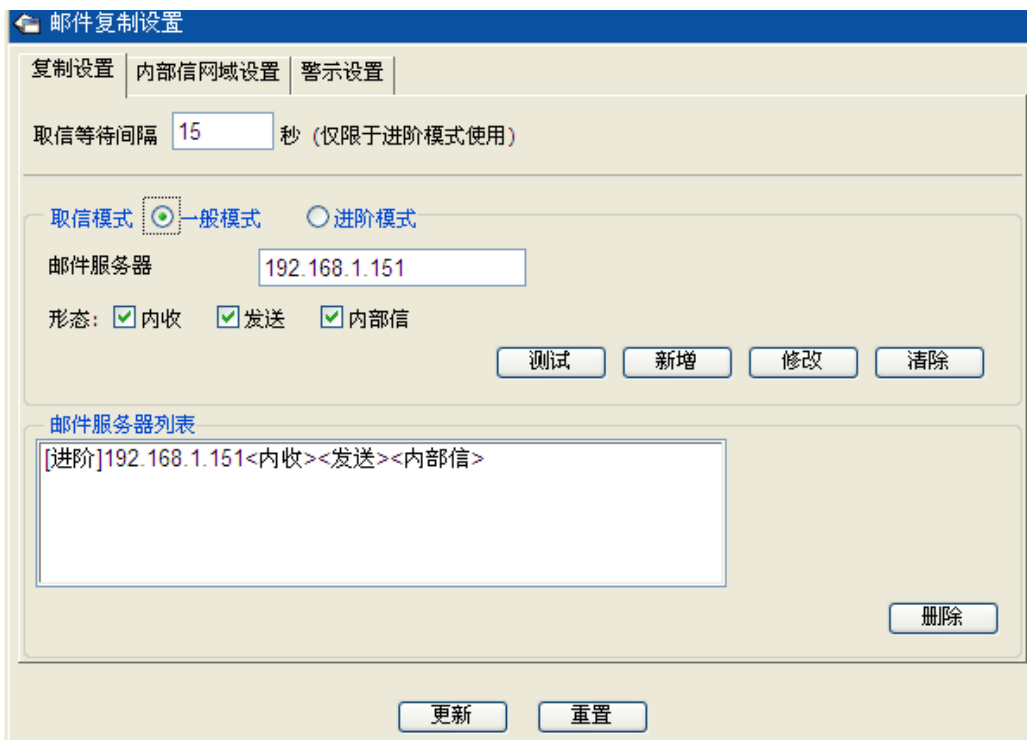 邮件复制设置
复制设置 内部信网域设置 警示设置
取信等待间隔 15 秒 (仅限于进阶模式使用)
取信模式 一般模式 进阶模式
邮件服务器 192.168.1.151
形态: 内收 发送 内部信
测试 新增 修改 清除
邮件服务器列表
[进阶]192.168.1.151<内收><发送><内部信>
删除
更新 重置